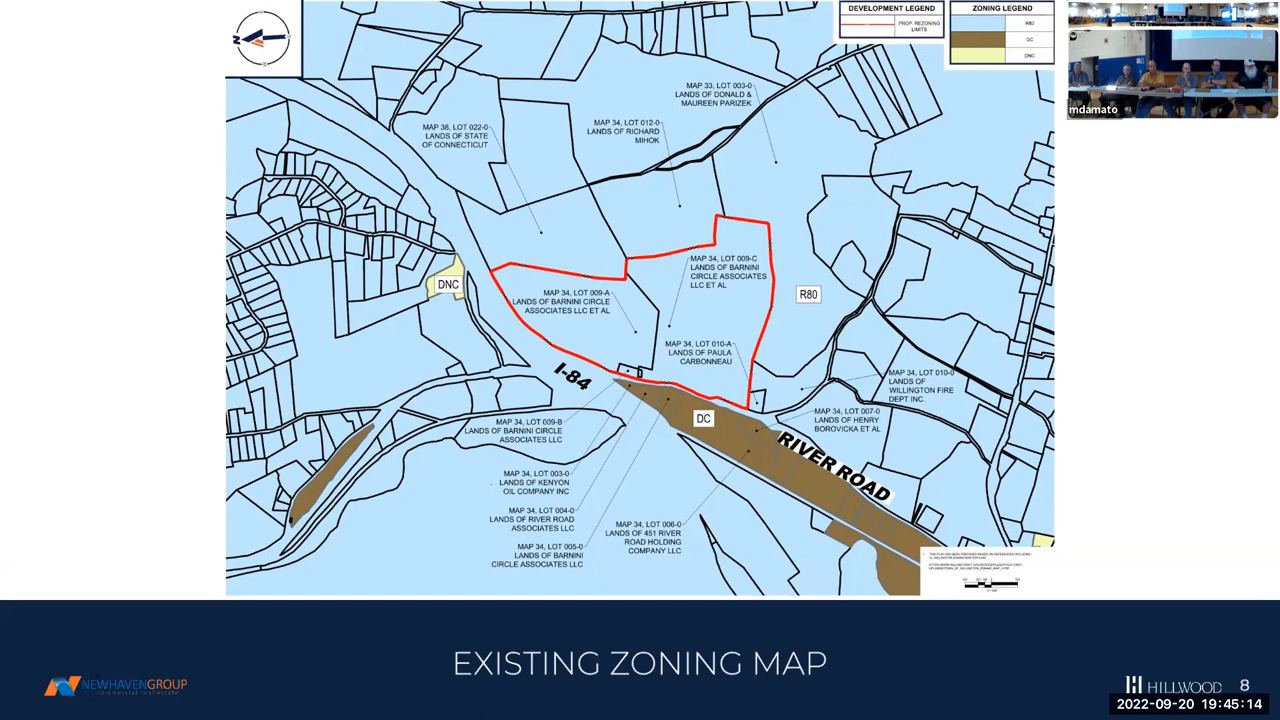 N
DEVELOPMENT LEGEND
PROP. REZONING
LIMITS
ZONING LEGEND
R80
DC
DNC
mdamato
MAP 33, LOT 003-0
LANDS OF DONALD &
MAUREEN PARIZEK
MAP 38, LOT 022-0
LANDS OF STATE
OF CONNECTICUT
MAP 34, LOT 012-0
LANDS OF RICHARD
MIHOK
MAP 34, LOT 009-C
LANDS OF BARNINI
CIRCLE ASSOCIATES
LLC ET AL
DNC
MAP 34, LOT 009-A
LANDS OF BARNINI CIRCLE
ASSOCIATES LLC ET AL
R80
MAP 34, LOT 010-A
LANDS OF PAULA
CARBONNEAU
I-84
MAP 34, LOT 010-0
LANDS OF
WILLINGTON FIRE
DEPT INC.
DC
MAP 34, LOT 007-0
LANDS OF HENRY
BOROVICKA ET AL
MAP 34, LOT 009-B
LANDS OF BARNINI CIRCLE
ASSOCIATES LLC
RIVER ROAD
MAP 34, LOT 003-0
LANDS OF KENYON
OIL COMPANY INC
MAP 34, LOT 004-0
LANDS OF RIVER ROAD
ASSOCIATES LLC
MAP 34, LOT 006-0
LANDS OF 451 RIVER
ROAD HOLDING
COMPANY LLC
MAP 34, LOT 005-0
LANDS OF BARNINI
CIRCLE ASSOCIATES LLC
EXISTING ZONING MAP
NEWHAVENGROUP
commercial real estate
HILLWOOD
8
2022-09-20 19:45:14